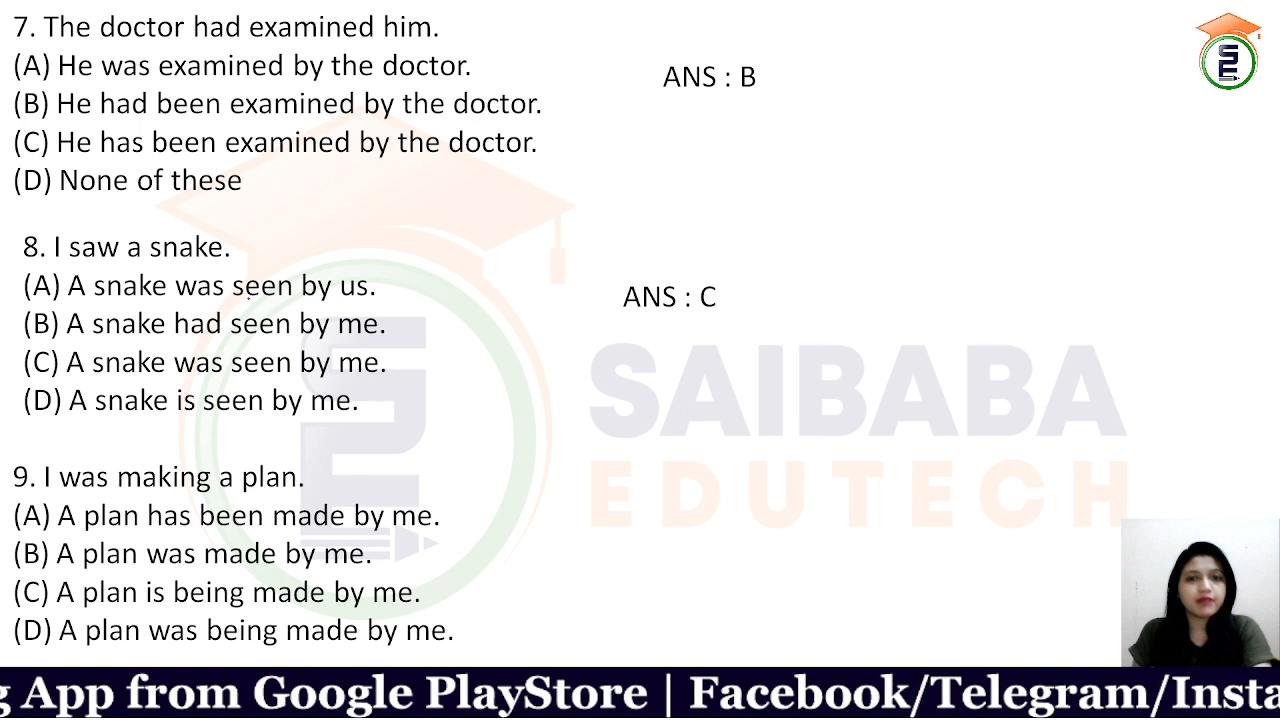 7. The doctor had examined him.
(A) He was examined by the doctor.
(B) He had been examined by the doctor.
(C) He has been examined by the doctor.
(D) None of these
ANS : B
8. I saw a snake.
(A) A snake was seen by us.
(B) A snake had seen by me.
(C) A snake was seen by me.
(D) A snake is seen by me.
ANS : C
9. I was making a plan.
(A) A plan has been made by me.
(B) A plan was made by me.
(C) A plan is being made by me.
(D) A plan was being made by me.
SAIBABA
EDUTECH
g App from Google PlayStore | Facebook/Telegram/Insta